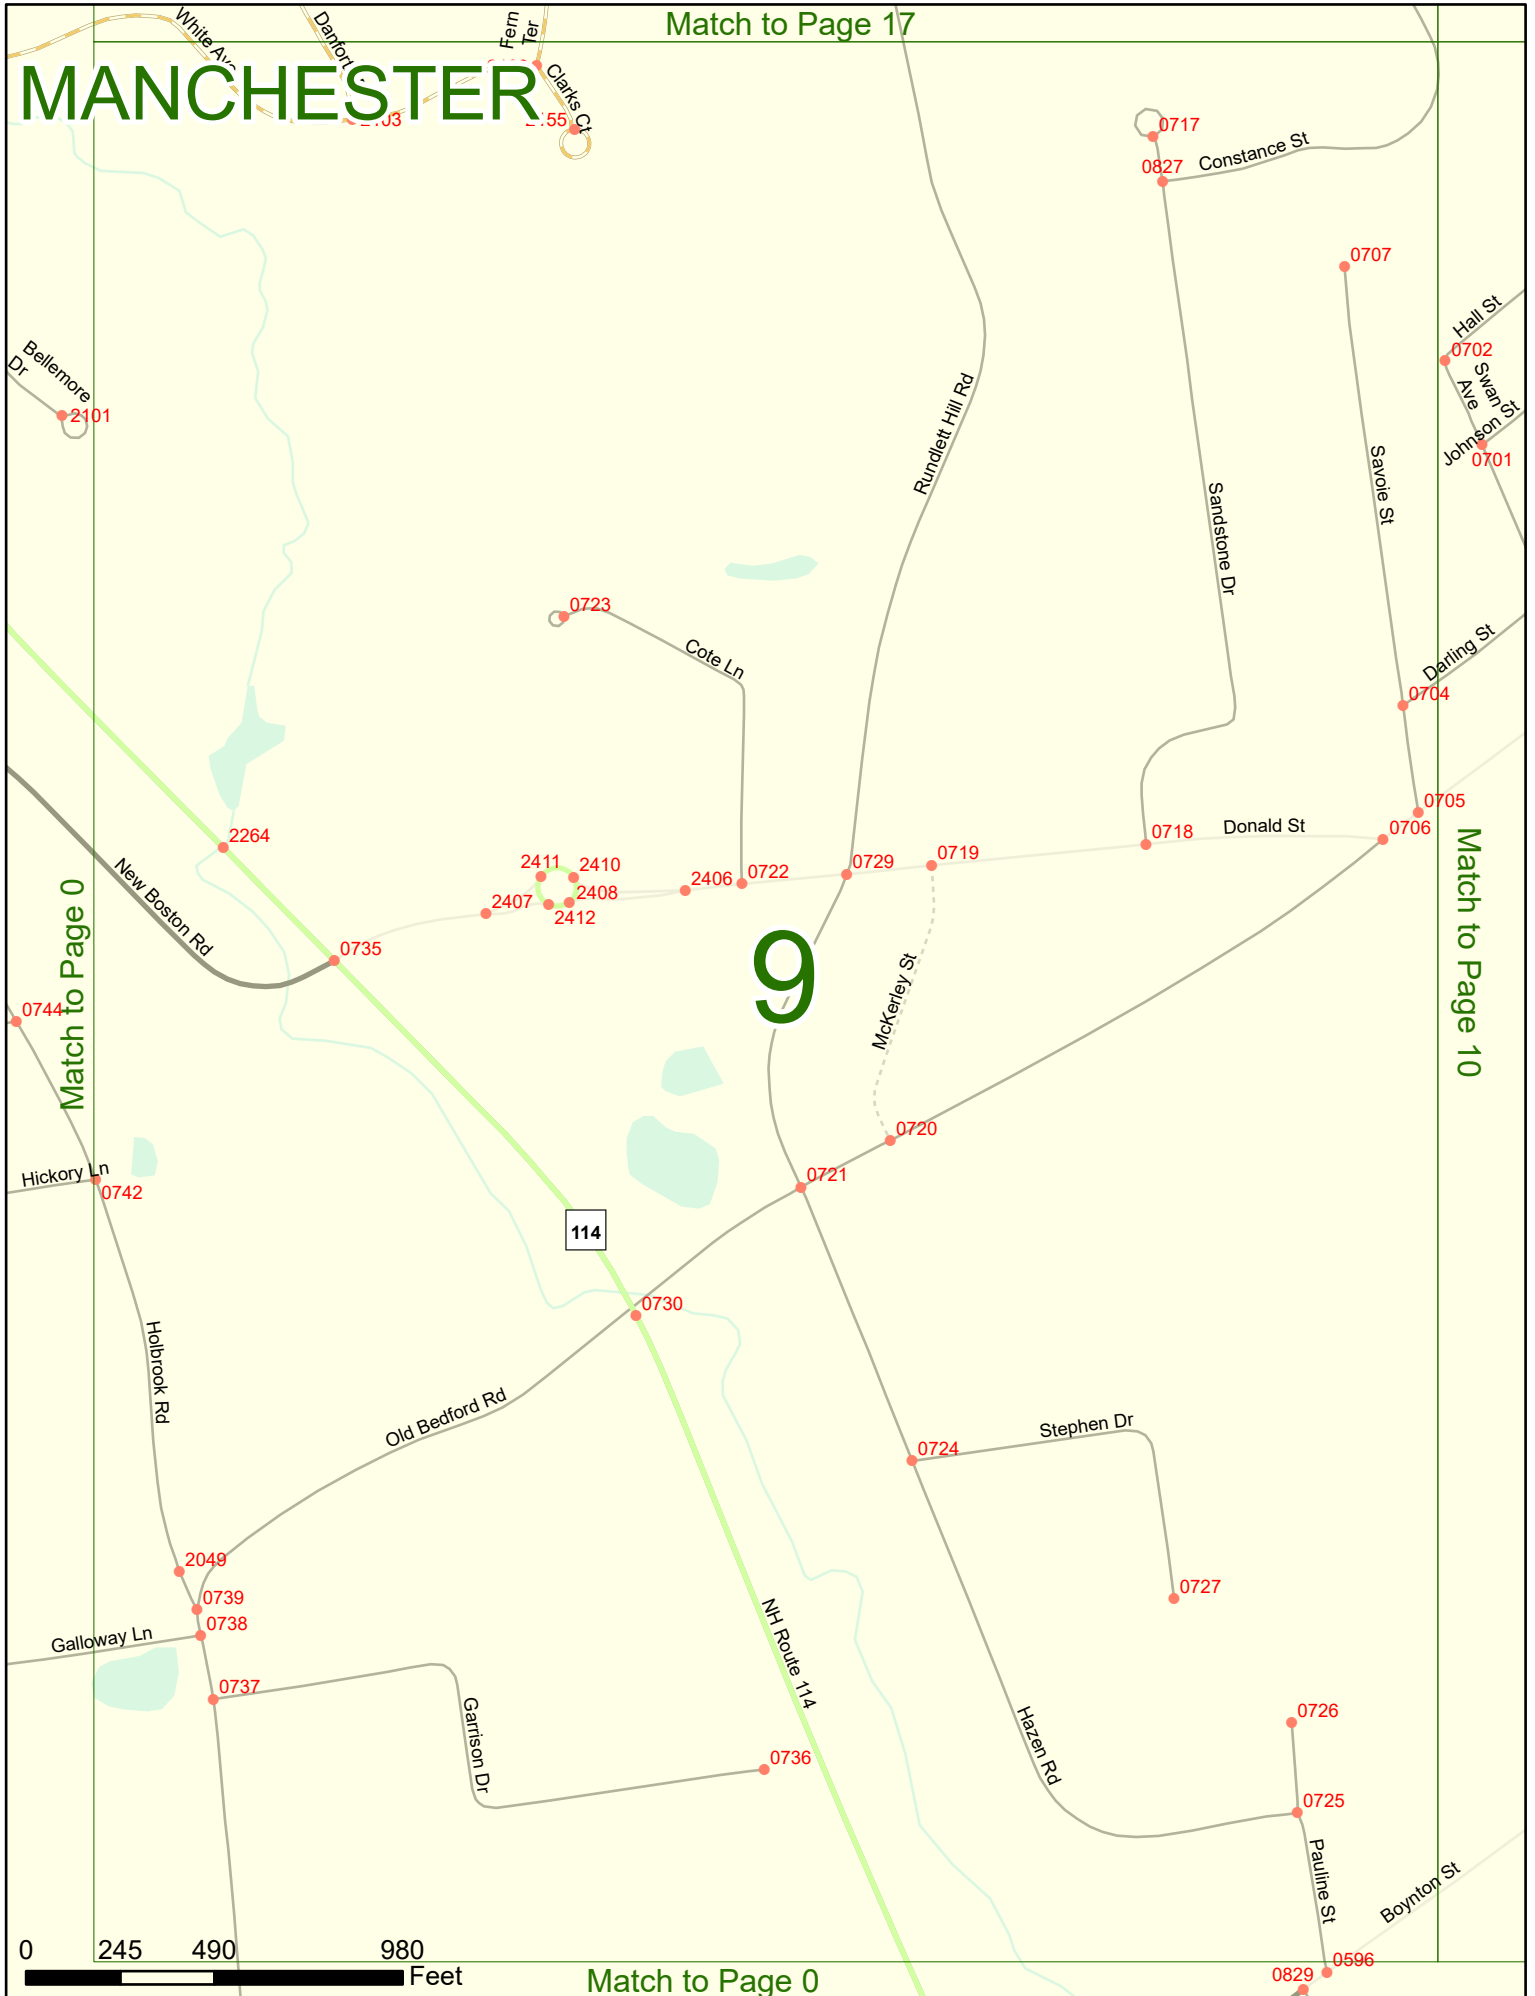 Match to Page 17
White Ave
Fern
Ter
Clarks Ct
MANCHESTER
2155
0717
0827
Constance St
0707
Hall St
0702
Swan
Ave
Johnson St
0701
Bellemore
Dr
2101
Rundlett Hill Rd
Sandstone Dr
Savoie St
0723
Cote Ln
Darling St
0704
0705
0706
Donald St
0718
2264
0719
0729
0722
2406
2411
2410
2408
2407
2412
New Boston Rd
0735
Match to Page 0
Match to Page 10
9
McKerley St
0744
0720
0721
Hickory Ln
0742
114
0730
Holbrook Rd
Old Bedford Rd
Stephen Dr
0724
2049
0739
0738
Galloway Ln
0727
NH Route 114
0737
Garrison Dr
Hazen Rd
0726
0736
0725
Pauline St
Boynton St
0 245 490 980
Feet
Match to Page 0
0596
0829